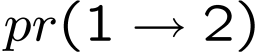 pr(1 → 2)